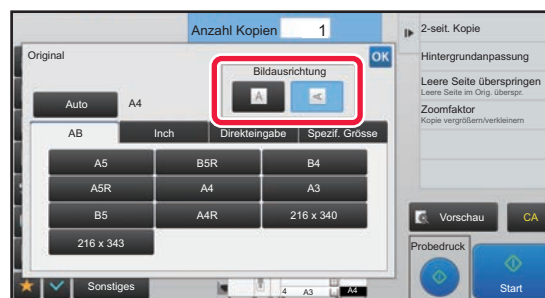 Anzahl Kopien 1
Original
OK
Bildausrichtung
A
A
Auto A4
AB Inch Direkteingabe Spezif. Grösse
A5 B5R B4
A5R A4 A3
B5 A4R 216 x 340
216 x 343
2-seit. Kopie
Hintergrundanpassung
Leere Seite überspringen
Leere Seite im Orig. überspr.
Zoomfaktor
Kopie vergrößern/verkleinern
Vorschau CA
Probedruck
Start
Sonstiges
4 A3 A4